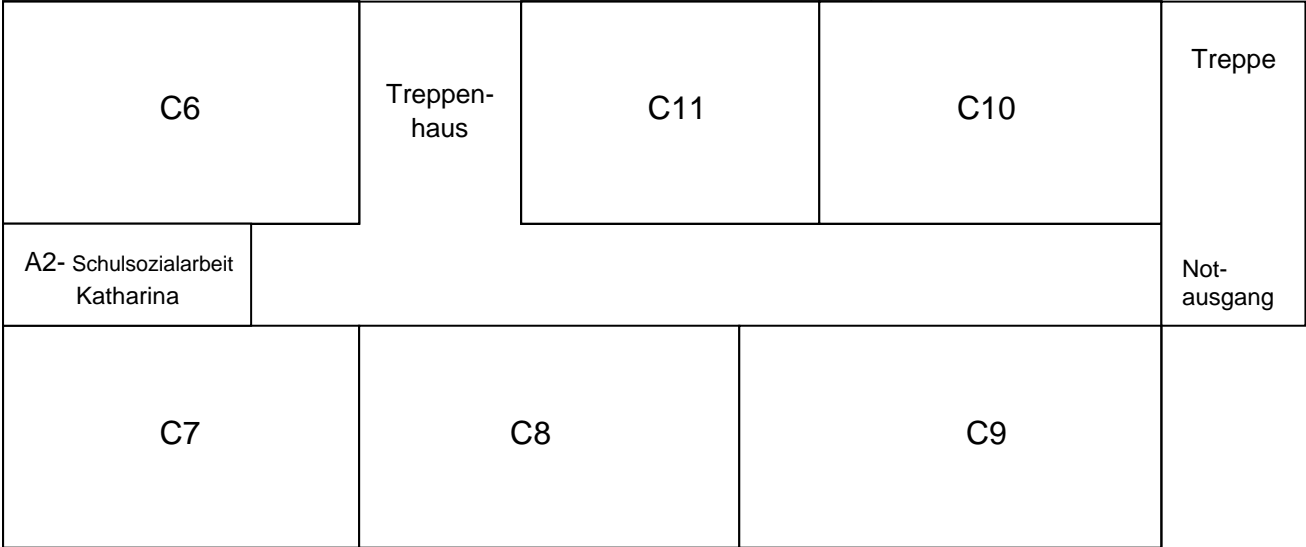 C6
Treppen-
haus
C11
C10
Treppe
A2- Schulsozialarbeit
Katharina
Not-
ausgang
C7
C8
C9